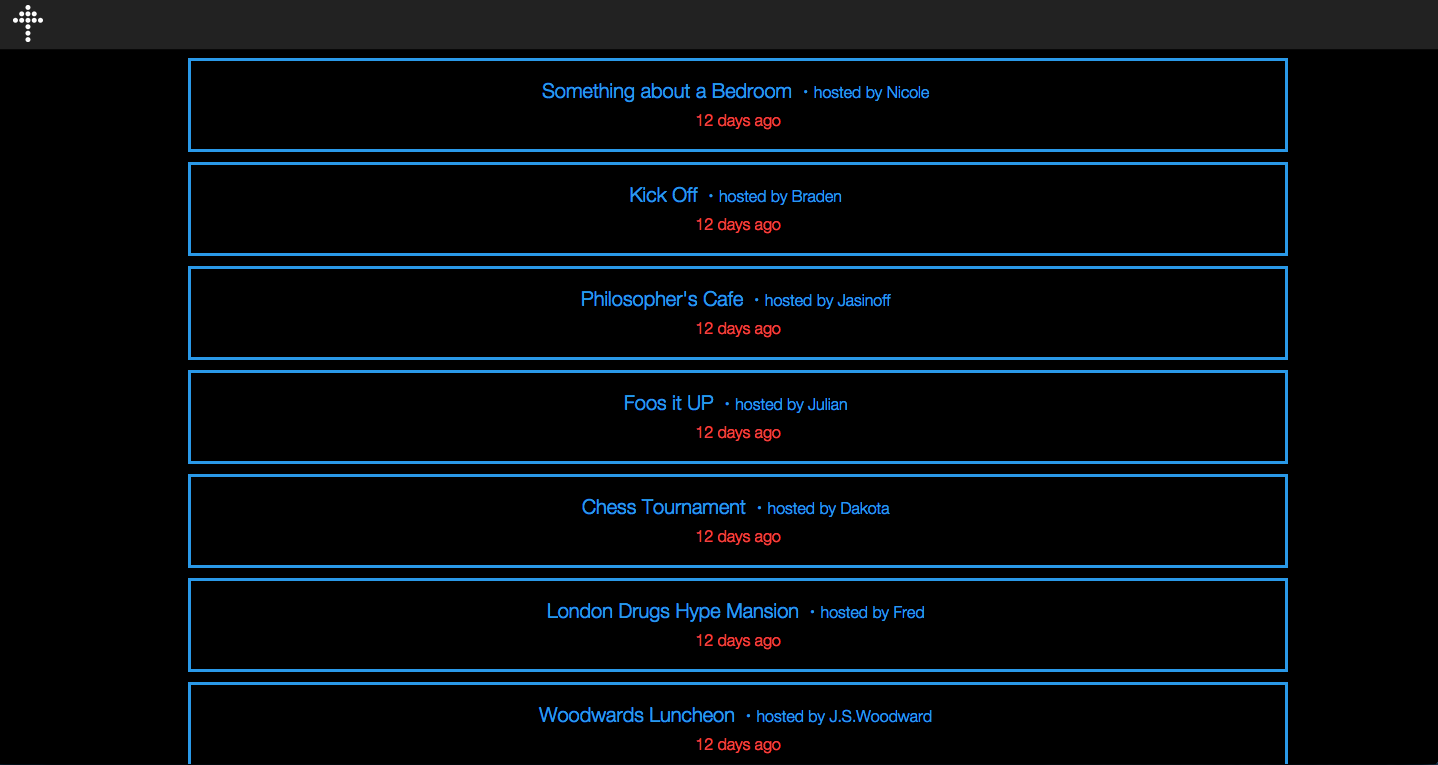 Something about a Bedroom · hosted by Nicole
12 days ago
Kick Off · hosted by Braden
12 days ago
Philosopher's Cafe · hosted by Jasinoff
12 days ago
Foos it UP · hosted by Julian
12 days ago
Chess Tournament · hosted by Dakota
12 days ago
London Drugs Hype Mansion · hosted by Fred
12 days ago
Woodwards Luncheon · hosted by J.S.Woodward
12 days ago